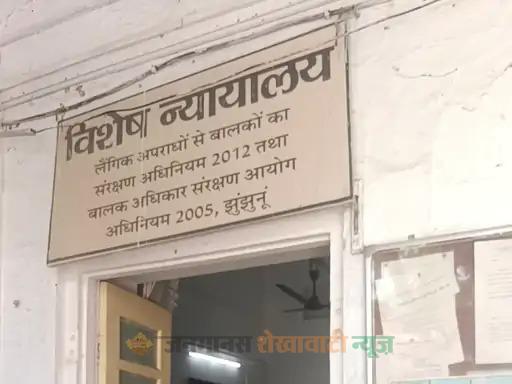 विशेष न्यायालय
लैंगिक अपराधों से बालकों का
संरक्षण अधिनियम 2012 तथा
बालक अधिकार संरक्षण आयोग
अधिनियम 2005, झुंझुनूं
जनमानस शेखावाटी न्यूज